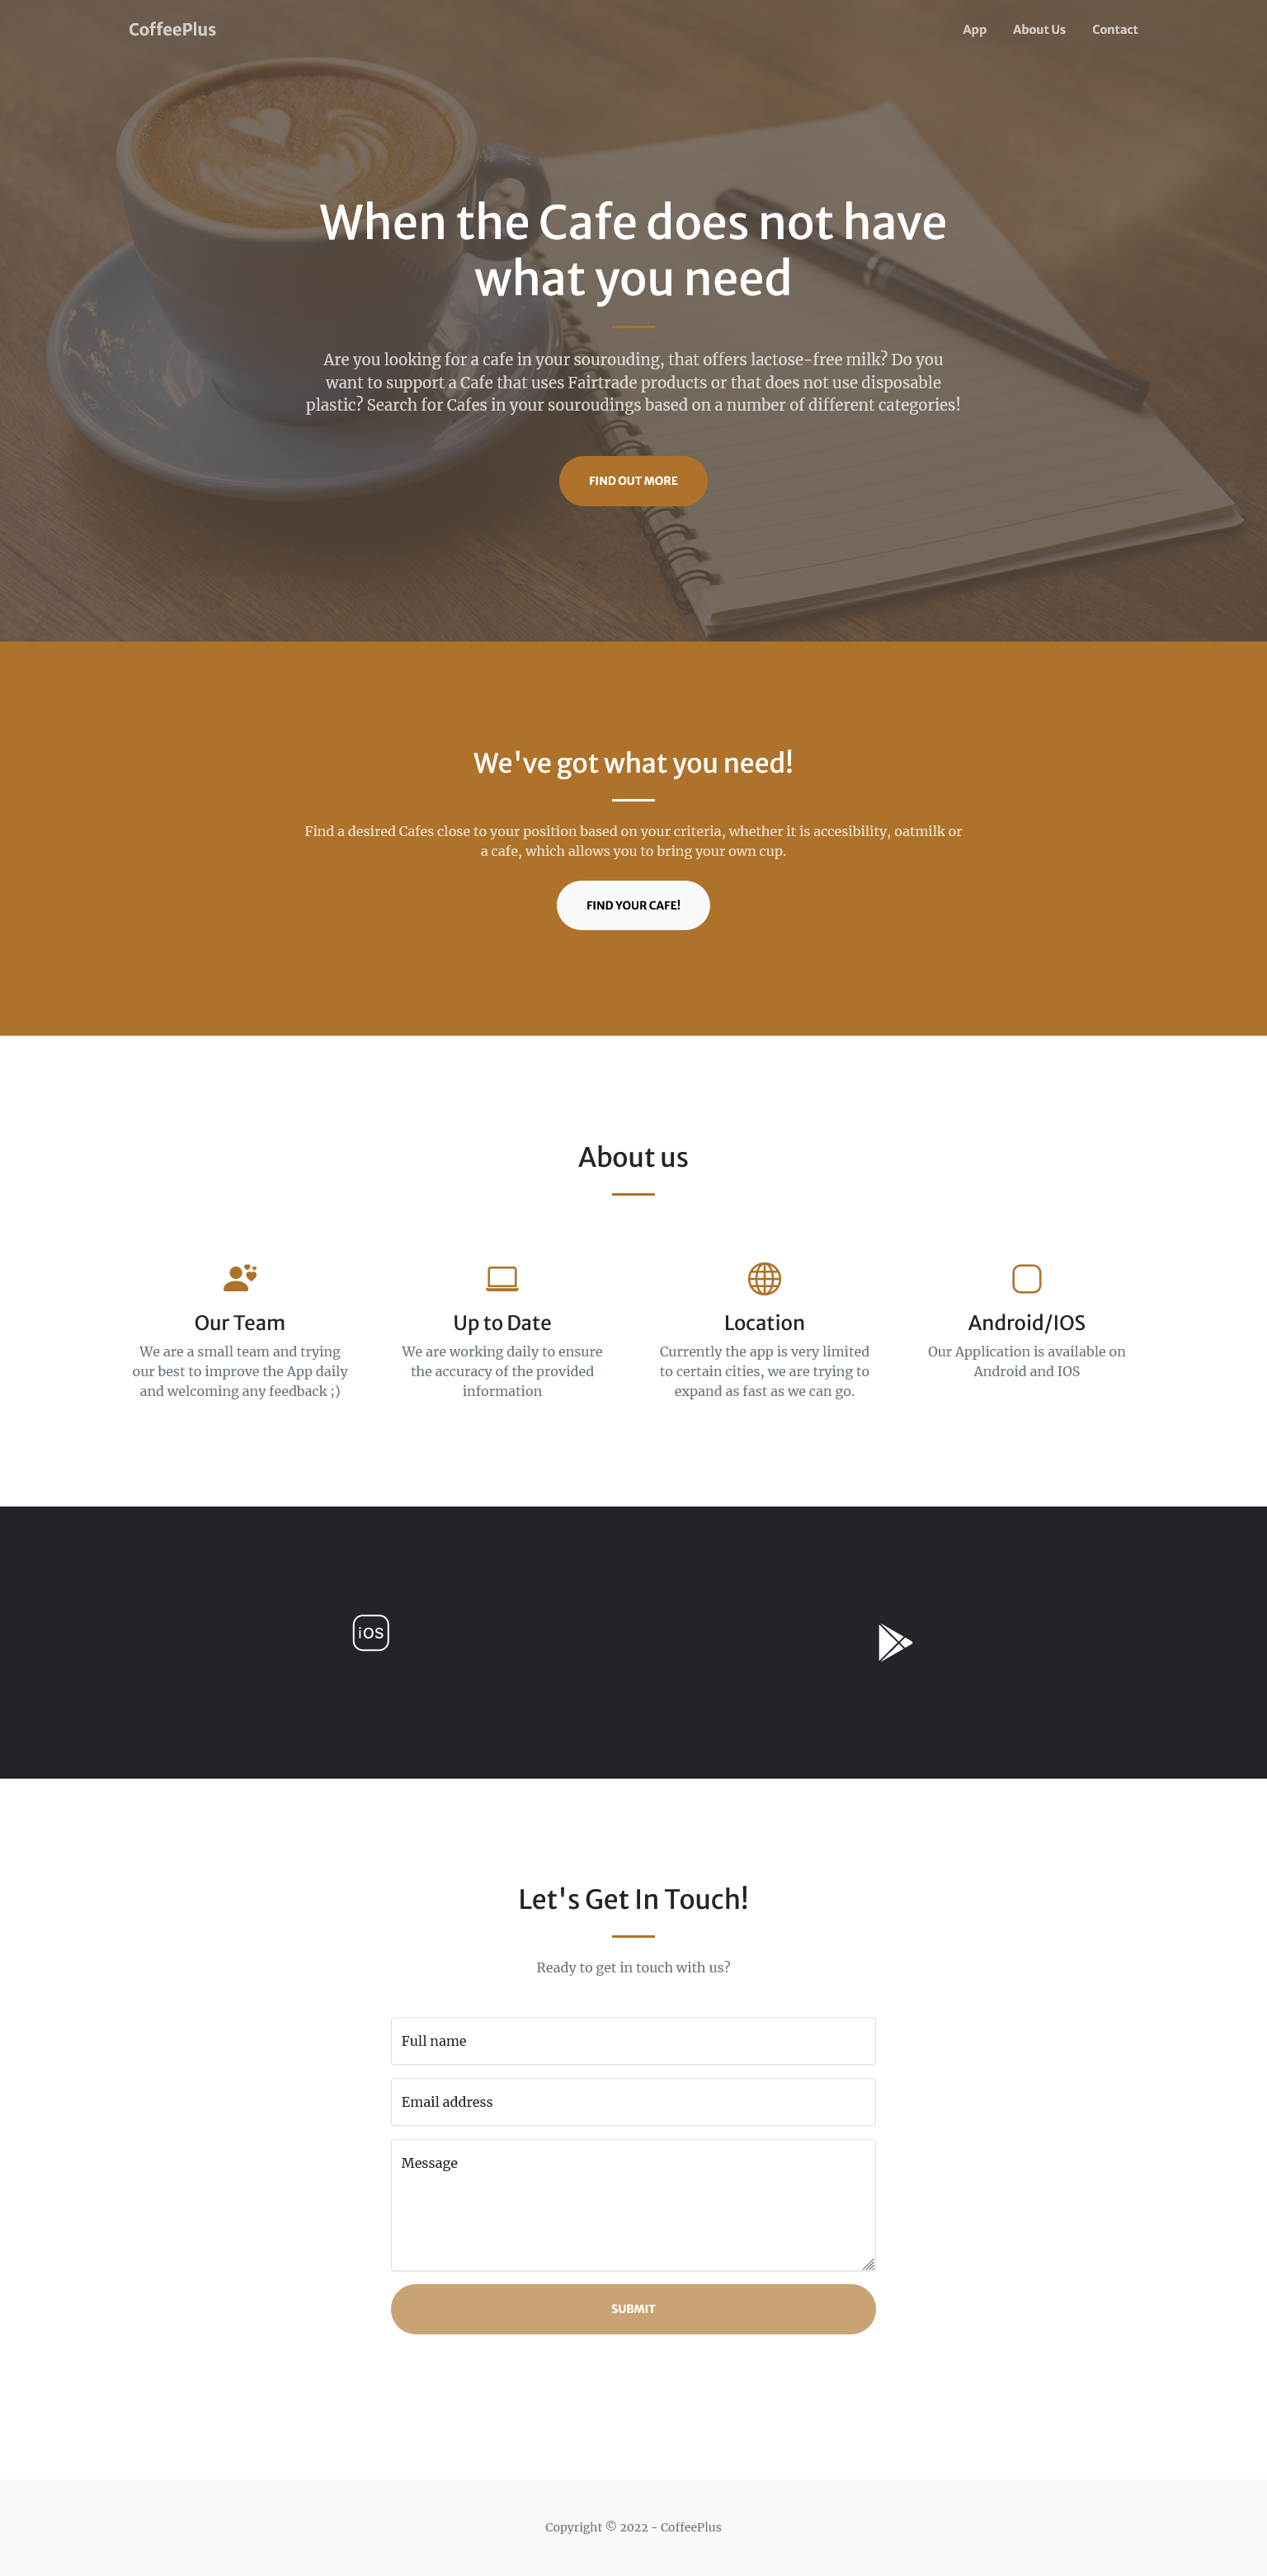 CoffeePlus
App
About Us
Contact
When the Cafe does not have
what you need
Are you looking for a cafe in your sourouding, that offers lactose-free milk? Do you
want to support a Cafe that uses Fairtrade products or that does not use disposable
plastic? Search for Cafes in your souroudings based on a number of different categories!
FIND OUT MORE
We've got what you need!
Find a desired Cafes close to your position based on your criteria, whether it is accesibility, oatmilk or
a cafe, which allows you to bring your own cup.
FIND YOUR CAFE!
About us
Our Team
We are a small team and trying
our best to improve the App daily
and welcoming any feedback ;)
Up to Date
We are working daily to ensure
the accuracy of the provided
information
Location
Currently the app is very limited
to certain cities, we are trying to
expand as fast as we can go.
Android/IOS
Our Application is available on
Android and IOS
iOS
Let's Get In Touch!
Ready to get in touch with us?
Full name
Email address
Message
SUBMIT
Copyright © 2022 - CoffeePlus